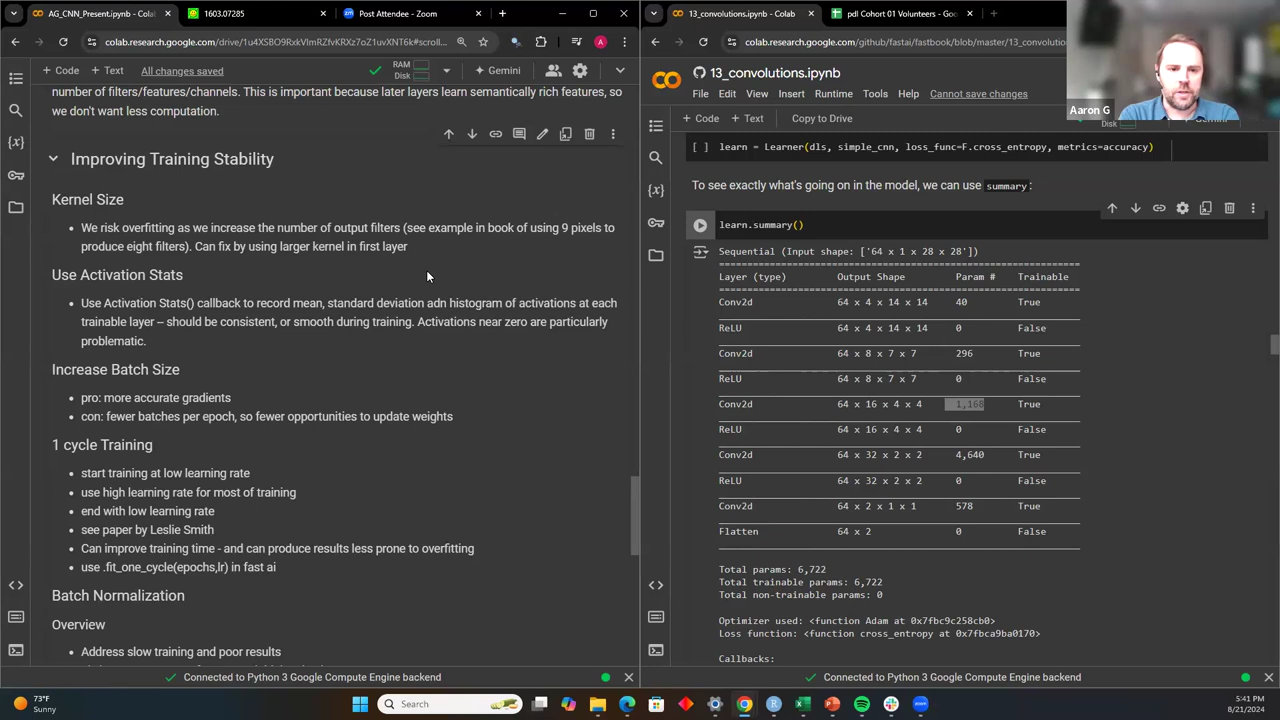 AG_CNN_Present.ipynb - Colab
1603.07285
Post Attendee - Zoom
colab.research.google.com/drive/1u4XSBO9RxkVlmRZfvKRXz7oZ1uvXNT6k#scroll...
A
+ Code + Text All changes saved
RAM
Disk
Gemini
number of filters/features/channels. This is important because later layers learn semantically rich features, so
we don't want less computation.
Improving Training Stability
Kernel Size
• We risk overfitting as we increase the number of output filters (see example in book of using 9 pixels to
produce eight filters). Can fix by using larger kernel in first layer
Use Activation Stats
• Use Activation Stats() callback to record mean, standard deviation adn histogram of activations at each
trainable layer -- should be consistent, or smooth during training. Activations near zero are particularly
problematic.
Increase Batch Size
• pro: more accurate gradients
• con: fewer batches per epoch, so fewer opportunities to update weights
1 cycle Training
• start training at low learning rate
• use high learning rate for most of training
• end with low learning rate
• see paper by Leslie Smith
• Can improve training time - and can produce results less prone to overfitting
• use .fit_one_cycle(epochs,lr) in fast ai
Batch Normalization
Overview
• Address slow training and poor results
Connected to Python 3 Google Compute Engine backend
13_convolutions.ipynb - Colab
pdl Cohort 01 Volunteers - Goo
colab.research.google.com/github/fastai/fastbook/blob/master/13_convolution
13_convolutions.ipynb
File Edit View Insert Runtime Tools Help Cannot save changes
Aaron G
+ Code + Text Copy to Drive
Disk
[ ] learn = Learner(dls, simple_cnn, loss_func=F.cross_entropy, metrics=accuracy)
To see exactly what's going on in the model, we can use summary:
learn.summary()
Sequential (Input shape: ['64 x 1 x 28 x 28'])
Layer (type) Output Shape Param # Trainable
Conv2d 64 x 4 x 14 x 14 40 True
ReLU 64 x 4 x 14 x 14 0 False
Conv2d 64 x 8 x 7 x 7 296 True
ReLU 64 x 8 x 7 x 7 0 False
Conv2d 64 x 16 x 4 x 4 1,168 True
ReLU 64 x 16 x 4 x 4 0 False
Conv2d 64 x 32 x 2 x 2 4,640 True
ReLU 64 x 32 x 2 x 2 0 False
Conv2d 64 x 2 x 1 x 1 578 True
Flatten 64 x 2 0 False
Total params: 6,722
Total trainable params: 6,722
Total non-trainable params: 0
Optimizer used: <function Adam at 0x7fbc9c258cb0>
Loss function: <function cross_entropy at 0x7fbca9ba0170>
Callbacks:
Connected to Python 3 Google Compute Engine backend
73°F
Sunny
Search
5:41 PM
8/21/2024